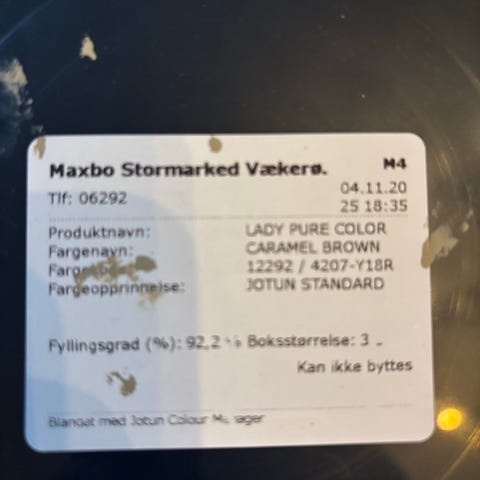 Maxbo Stormarked Vækerø. M4
Tlf: 06292 04.11.20
25 18:35
Produktnavn: LADY PURE COLOR
Fargenavn: CARAMEL BROWN
12292 / 4207-Y18R
Fargeopprinnelse: JOTUN STANDARD
Fyllingsgrad (%): 92,2 % Boksstørrelse: 3
Kan ikke byttes
Blandet med Jotun Colour